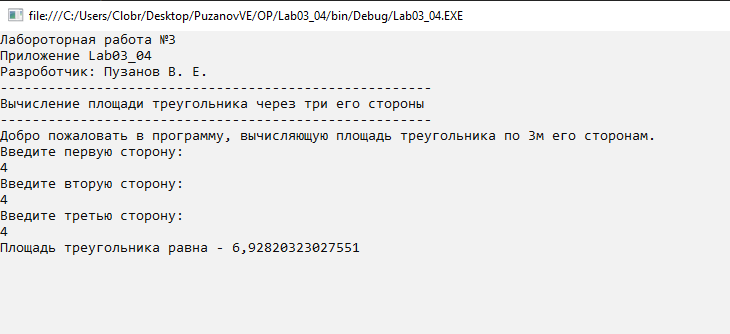 file:///C:/Users/Clobr/Desktop/PuzanovVE/OP/Lab03_04/bin/Debug/Lab03_04.EXE
Лабороторная работа №3
Приложение Lab03_04
Разработчик: Пузанов В. Е.
------------------------------------------------------
Вычисление площади треугольника через три его стороны
------------------------------------------------------
Добро пожаловать в программу, вычисляющую площадь треугольника по 3м его сторонам.
Введите первую сторону:
4
Введите вторую сторону:
4
Введите третью сторону:
4
Площадь треугольника равна - 6,92820323027551